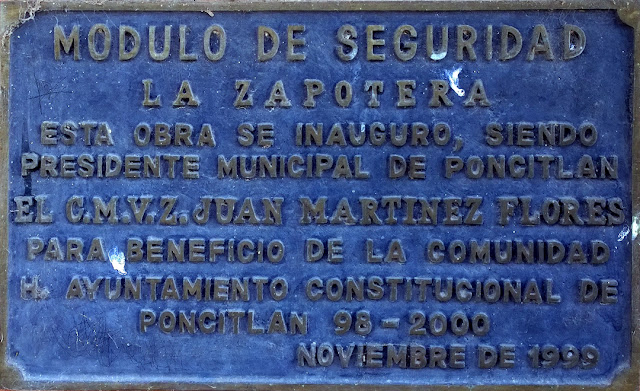 MODULO DE SEGURIDAD
LA ZAPOTERA
ESTA OBRA SE INAUGURO, SIENDO
PRESIDENTE MUNICIPAL DE PONCITLAN
EL C.M.V.Z. JUAN MARTINEZ FLORES
PARA BENEFICIO DE LA COMUNIDAD
H. AYUNTAMIENTO CONSTITUCIONAL DE
PONCITLAN 98 - 2000
NOVIEMBRE DE 1999